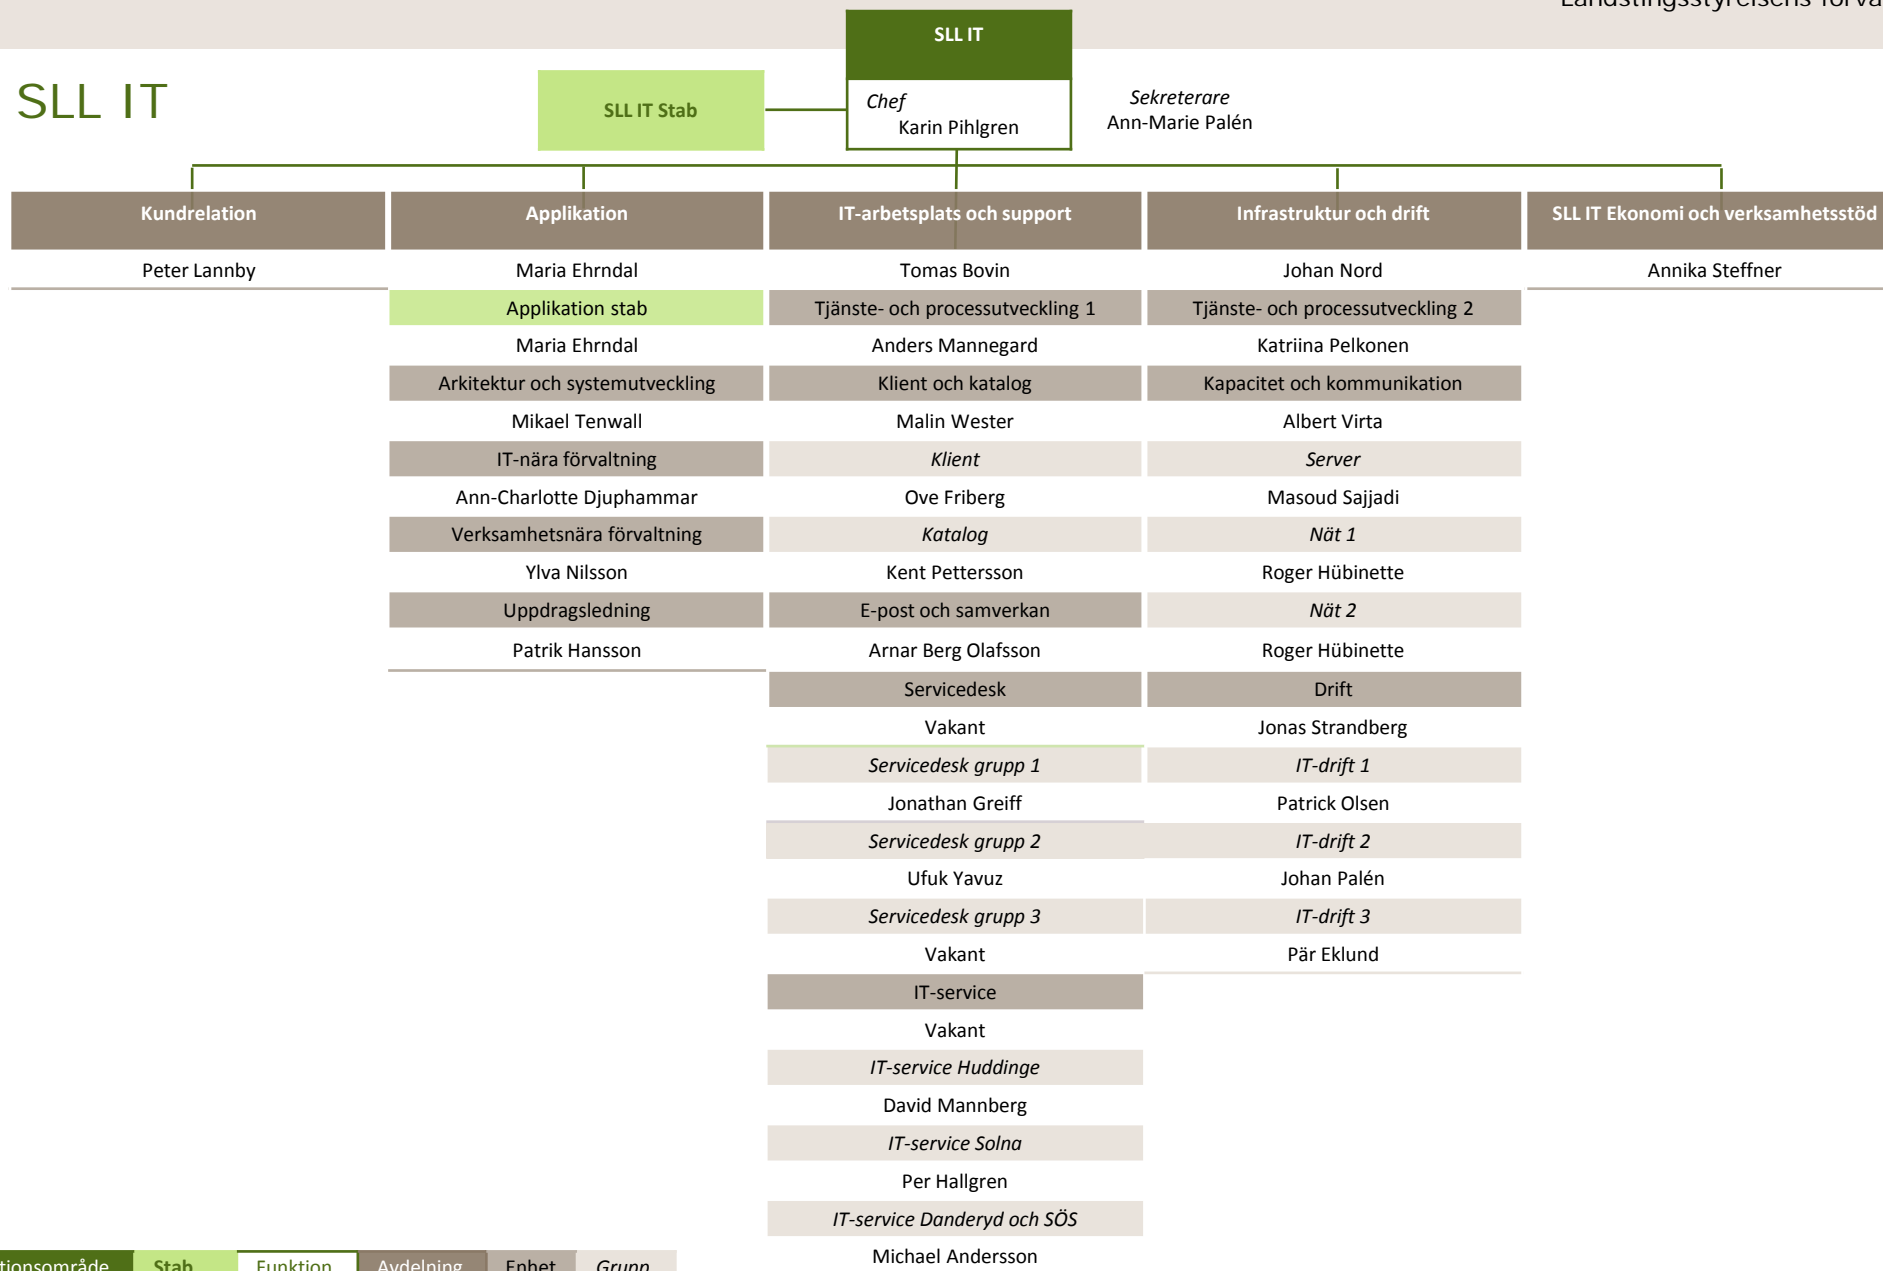 SLL IT
SLL IT
SLL IT Stab
Chef
Karin Pihlgren
Sekreterare
Ann-Marie Palén
Kundrelation
Peter Lannby
Applikation
Maria Ehrndal
Applikation stab
Maria Ehrndal
Arkitektur och systemutveckling
Mikael Tenwall
IT-nära förvaltning
Ann-Charlotte Djuphammar
Verksamhetsnära förvaltning
Ylva Nilsson
Uppdragsledning
Patrik Hansson
IT-arbetsplats och support
Tomas Bovin
Tjänste- och processutveckling 1
Anders Mannegard
Klient och katalog
Malin Wester
Klient
Ove Friberg
Katalog
Kent Pettersson
E-post och samverkan
Arnar Berg Olafsson
Servicedesk
Vakant
Servicedesk grupp 1
Jonathan Greiff
Servicedesk grupp 2
Ufuk Yavuz
Servicedesk grupp 3
Vakant
IT-service
Vakant
IT-service Huddinge
David Mannberg
IT-service Solna
Per Hallgren
IT-service Danderyd och SÖS
Michael Andersson
Infrastruktur och drift
Johan Nord
Tjänste- och processutveckling 2
Katriina Pelkonen
Kapacitet och kommunikation
Albert Virta
Server
Masoud Sajjadi
Nät 1
Roger Hübinette
Nät 2
Roger Hübinette
Drift
Jonas Strandberg
IT-drift 1
Patrick Olsen
IT-drift 2
Johan Palén
IT-drift 3
Pär Eklund
SLL IT Ekonomi och verksamhetsstöd
Annika Steffner
Stab Funktion Avdelning Enhet Grupp